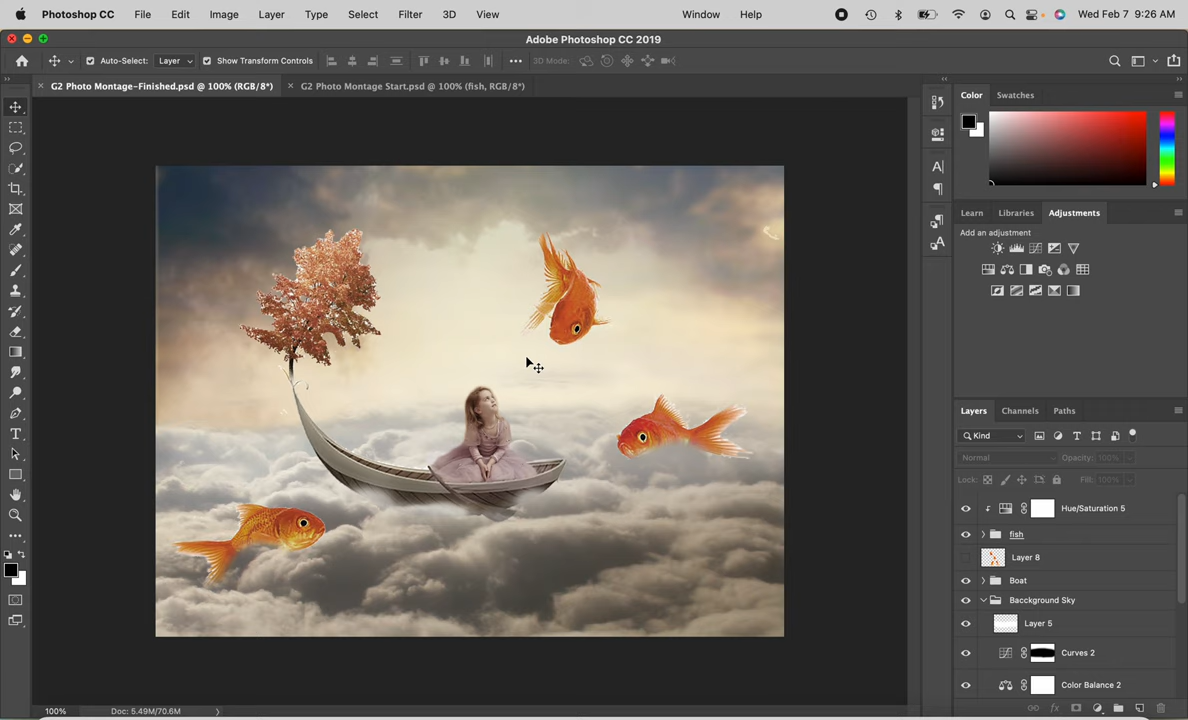 Photoshop CC File Edit Image Layer Type Select Filter 3D View Window Help Wed Feb 7 9:26 AM
Adobe Photoshop CC 2019
Auto-Select: Layer Show Transform Controls 3D Mode:
G2 Photo Montage-Finished.psd @ 100% (RGB/8*) G2 Photo Montage Start.psd @ 100% (fish, RGB/8*)
Color Swatches
Learn Libraries Adjustments
Add an adjustment
Layers Channels Paths
Kind
Normal Opacity: 100%
Lock: Fill: 100%
Hue/Saturation 5
fish
Layer 8
Boat
Baccground Sky
Layer 5
Curves 2
Color Balance 2
100% Doc: 5.49M/70.6M